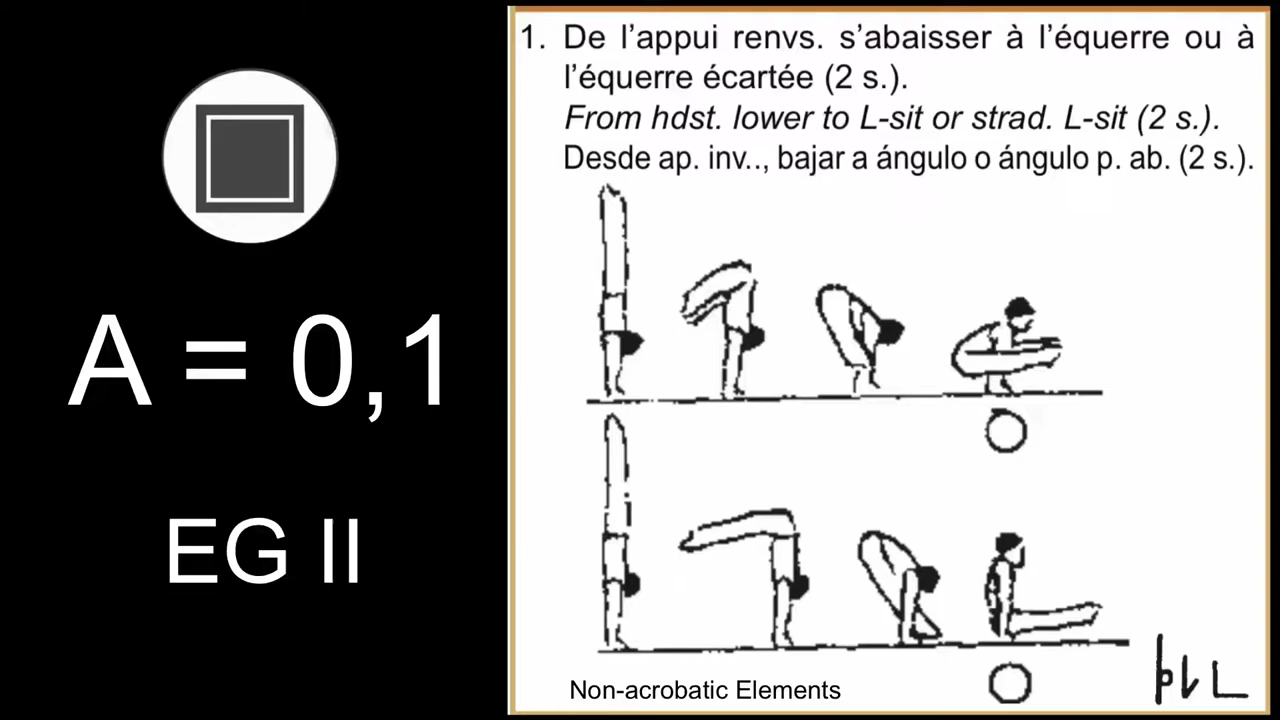 A = 0,1
EG II
1. De l’appui renvs. s’abaisser à l’équerre ou à
l’équerre écartée (2 s.).
From hdst. lower to L-sit or strad. L-sit (2 s.).
Desde ap. inv.., bajar a ángulo o ángulo p. ab. (2 s.).
Non-acrobatic Elements